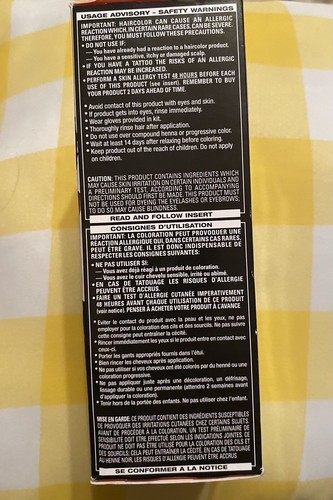 USAGE ADVISORY - SAFETY WARNINGS
IMPORTANT: HAIRCOLOR CAN CAUSE AN ALLERGIC
REACTION WHICH, IN CERTAIN RARE CASES, CAN BE SEVERE.
THEREFORE, YOU MUST FOLLOW THESE PRECAUTIONS.
• DO NOT USE IF:
— You have already had a reaction to a haircolor product.
— You have a sensitive, itchy or damaged scalp.
• IF YOU HAVE A TATTOO THE RISKS OF AN ALLERGIC
REACTION MAY BE INCREASED.
• PERFORM A SKIN ALLERGY TEST 48 HOURS BEFORE EACH
USE OF THIS PRODUCT (see insert). REMEMBER TO BUY
YOUR PRODUCT 2 DAYS AHEAD OF TIME.
• Avoid contact of this product with eyes and skin.
• If product gets into eyes, rinse immediately.
• Wear gloves provided in kit.
• Thoroughly rinse hair after application.
• Do not use over compound henna or progressive color.
• Wait at least 14 days after relaxing before coloring.
• Keep product out of the reach of children. Do not apply
on children.
CAUTION: THIS PRODUCT CONTAINS INGREDIENTS WHICH
MAY CAUSE SKIN IRRITATION ON CERTAIN INDIVIDUALS AND
A PRELIMINARY TEST, ACCORDING TO ACCOMPANYING
DIRECTIONS SHOULD FIRST BE MADE. THIS PRODUCT MUST
NOT BE USED FOR DYEING THE EYELASHES OR EYEBROWS;
TO DO SO MAY CAUSE BLINDNESS.
READ AND FOLLOW INSERT
CONSIGNES D'UTILISATION
IMPORTANT: LA COLORATION PEUT PROVOQUER UNE
RÉACTION ALLERGIQUE QUI, DANS CERTAINS CAS RARES,
PEUT ÊTRE GRAVE. IL EST DONC INDISPENSABLE DE
RESPECTER LES CONSIGNES SUIVANTES:
• NE PAS UTILISER SI:
— Vous avez déjà réagi à un produit de coloration.
— Vous avez le cuir chevelu sensible, irrité ou abîmé.
• EN CAS DE TATOUAGE LES RISQUES D'ALLERGIE
PEUVENT ÊTRE ACCRUS.
• FAIRE UN TEST D'ALLERGIE CUTANÉE IMPÉRATIVEMENT
48 HEURES AVANT CHAQUE UTILISATION DE CE PRODUIT
(voir notice). PENSER À ACHETER VOTRE PRODUIT À L'AVANCE
• Éviter le contact du produit avec la peau et les yeux, ne pas
employer pour la coloration des cils et des sourcils. Ne pas suivre
cette consigne peut entraîner la cécité.
• Rincer immédiatement les yeux si le produit entre en contact avec
ceux-ci.
• Porter les gants appropriés fournis dans l'étui.
• Bien rincer les cheveux après application.
• Ne pas utiliser si vos cheveux ont été colorés par du henné ou une
coloration progressive.
• Ne pas appliquer juste après une décoloration, un défrisage,
lissage durable ou une permanente (attendre 2 semaines avant
d'appliquer la coloration).
• Tenir hors de la portée des enfants. Ne pas utiliser chez l'enfant.
MISE EN GARDE: CE PRODUIT CONTIENT DES INGRÉDIENTS SUSCEPTIBLES
DE PROVOQUER DES IRRITATIONS CUTANÉES CHEZ CERTAINS SUJETS.
AVANT DE PROCÉDER À LA COLORATION, UN TEST PRÉLIMINAIRE DE
SENSIBILITÉ DOIT ÊTRE EFFECTUÉ SELON LES INDICATIONS JOINTES. CE
PRODUIT NE DOIT PAS ÊTRE UTILISÉ POUR LA COLORATION DES CILS ET
DES SOURCILS; CELA PEUT ENTRAÎNER LA CÉCITÉ. EN CAS DE TATOUAGE
AU HENNÉ NOIR, LES RISQUES D'ALLERGIE PEUVENT ÊTRE ACCRUS
SE CONFORMER A LA NOTICE